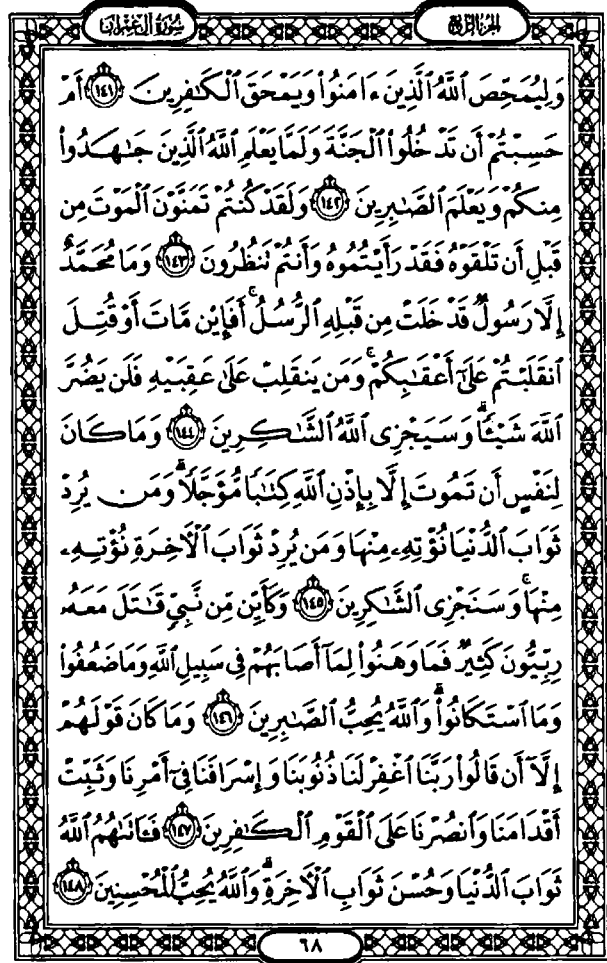 الجزء الرابع
سورة آل عمران
وَلِيُمَحِّصَ ٱللَّهُ ٱلَّذِينَ ءَامَنُوا۟ وَيَمْحَقَ ٱلْكَـٰفِرِينَ ١٤١ أَمْ
حَسِبْتُمْ أَن تَدْخُلُوا۟ ٱلْجَنَّةَ وَلَمَّا يَعْلَمِ ٱللَّهُ ٱلَّذِينَ جَـٰهَدُوا۟
مِنكُمْ وَيَعْلَمَ ٱلصَّـٰبِرِينَ ١٤٢ وَلَقَدْ كُنتُمْ تَمَنَّوْنَ ٱلْمَوْتَ مِن
قَبْلِ أَن تَلْقَوْهُ فَقَدْ رَأَيْتُمُوهُ وَأَنتُمْ تَنظُرُونَ ١٤٣ وَمَا مُحَمَّدٌ
إِلَّا رَسُولٌ قَدْ خَلَتْ مِن قَبْلِهِ ٱلرُّسُلُ ۚ أَفَإِي۟ن مَّاتَ أَوْ قُتِلَ
ٱنقَلَبْتُمْ عَلَىٰٓ أَعْقَـٰبِكُمْ ۚ وَمَن يَنقَلِبْ عَلَىٰ عَقِبَيْهِ فَلَن يَضُرَّ
ٱللَّهَ شَيْـًٔا ۗ وَسَيَجْزِى ٱللَّهُ ٱلشَّـٰكِرِينَ ١٤٤ وَمَا كَانَ
لِنَفْسٍ أَن تَمُوتَ إِلَّا بِإِذْنِ ٱللَّهِ كِتَـٰبًا مُّؤَجَّلًا ۗ وَمَن يُرِدْ
ثَوَابَ ٱلدُّنْيَا نُؤْتِهِۦ مِنْهَا وَمَن يُرِدْ ثَوَابَ ٱلْـَٔاخِرَةِ نُؤْتِهِۦ
مِنْهَا ۚ وَسَنَجْزِى ٱلشَّـٰكِرِينَ ١٤٥ وَكَأَيِّن مِّن نَّبِىٍّ قَـٰتَلَ مَعَهُۥ
رِبِّيُّونَ كَثِيرٌ فَمَا وَهَنُوا۟ لِمَآ أَصَابَهُمْ فِى سَبِيلِ ٱللَّهِ وَمَا ضَعُفُوا۟
وَمَا ٱسْتَكَانُوا۟ ۗ وَٱللَّهُ يُحِبُّ ٱلصَّـٰبِرِينَ ١٤٦ وَمَا كَانَ قَوْلَهُمْ
إِلَّآ أَن قَالُوا۟ رَبَّنَا ٱغْفِرْ لَنَا ذُنُوبَنَا وَإِسْرَافَنَا فِىٓ أَمْرِنَا وَثَبِّتْ
أَقْدَامَنَا وَٱنصُرْنَا عَلَى ٱلْقَوْمِ ٱلْكَـٰفِرِينَ ١٤٧ فَـَٔاتَىٰهُمُ ٱللَّهُ
ثَوَابَ ٱلدُّنْيَا وَحُسْنَ ثَوَابِ ٱلْـَٔاخِرَةِ ۗ وَٱللَّهُ يُحِبُّ ٱلْمُحْسِنِينَ ١٤٨
٦٨